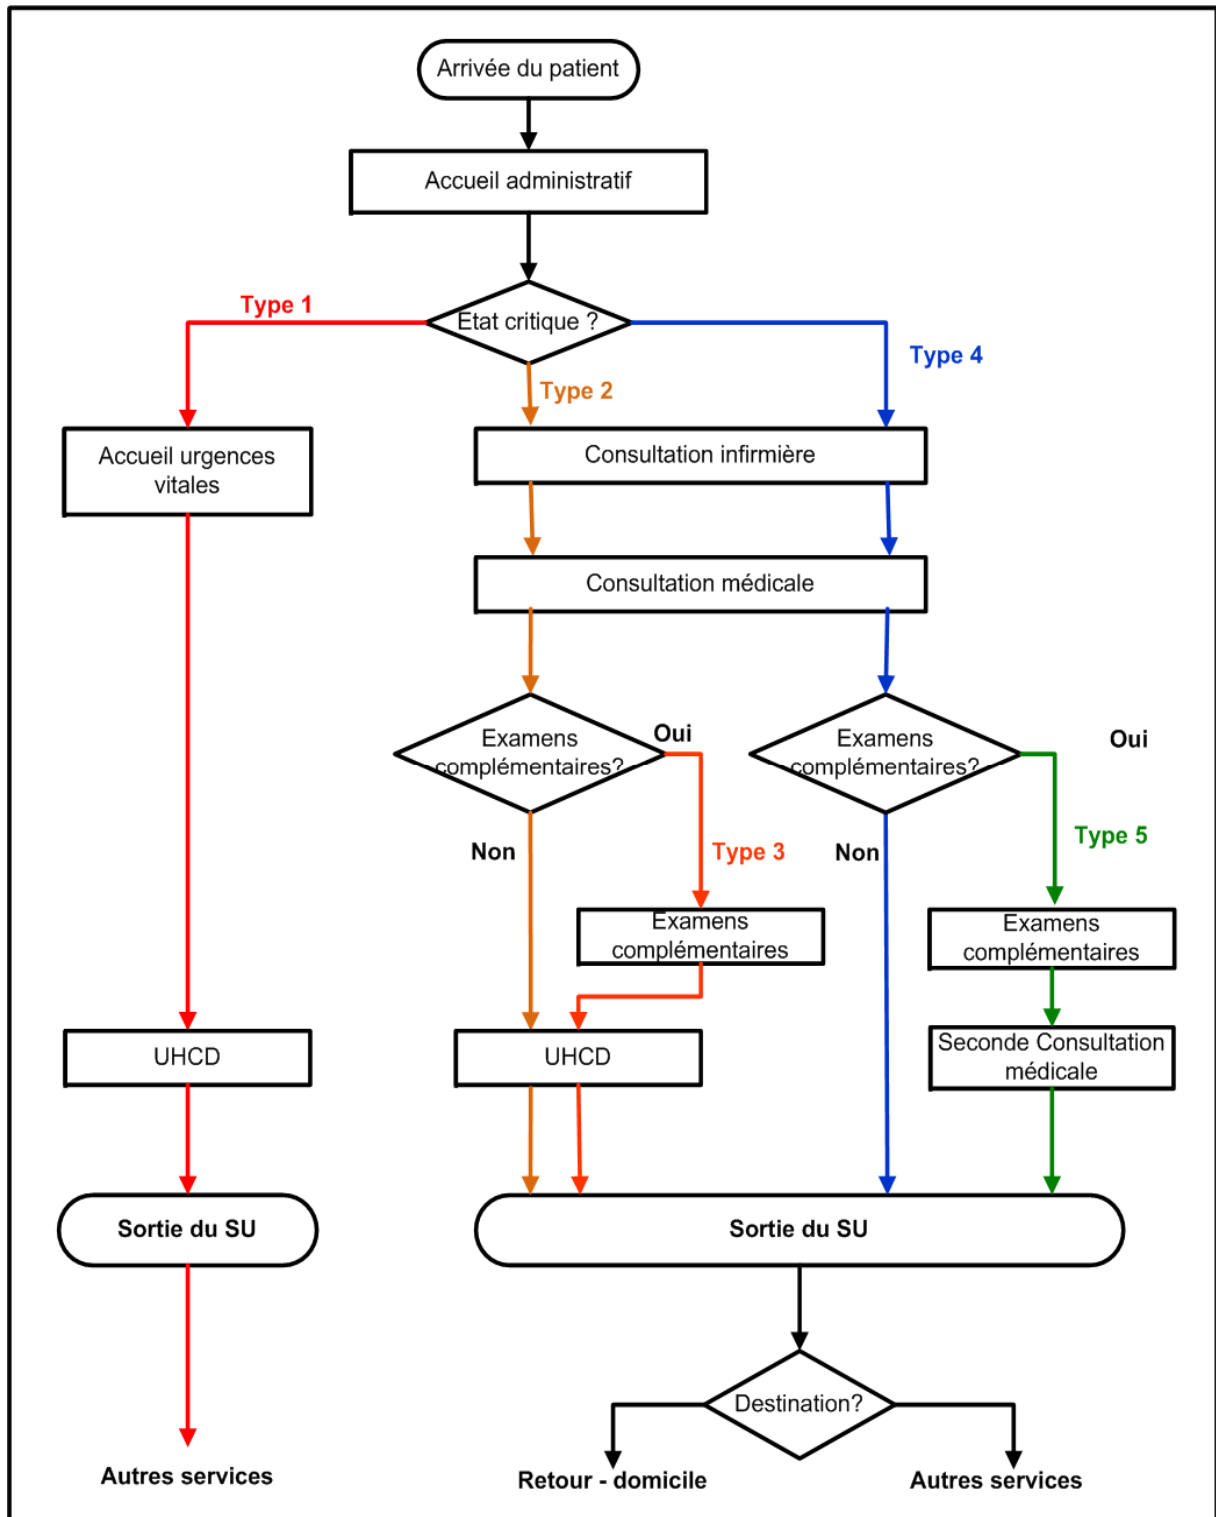 Arrivée du patient
Accueil administratif
Type 1
Etat critique ?
Type 4
Type 2
Accueil urgences
vitales
Consultation infirmière
Consultation médicale
Examens
complémentaires?
Oui
Examens
complémentaires?
Oui
Non
Type 3
Non
Type 5
Examens
complémentaires
Examens
complémentaires
UHCD
UHCD
Seconde Consultation
médicale
Sortie du SU
Sortie du SU
Destination?
Autres services
Retour - domicile
Autres services